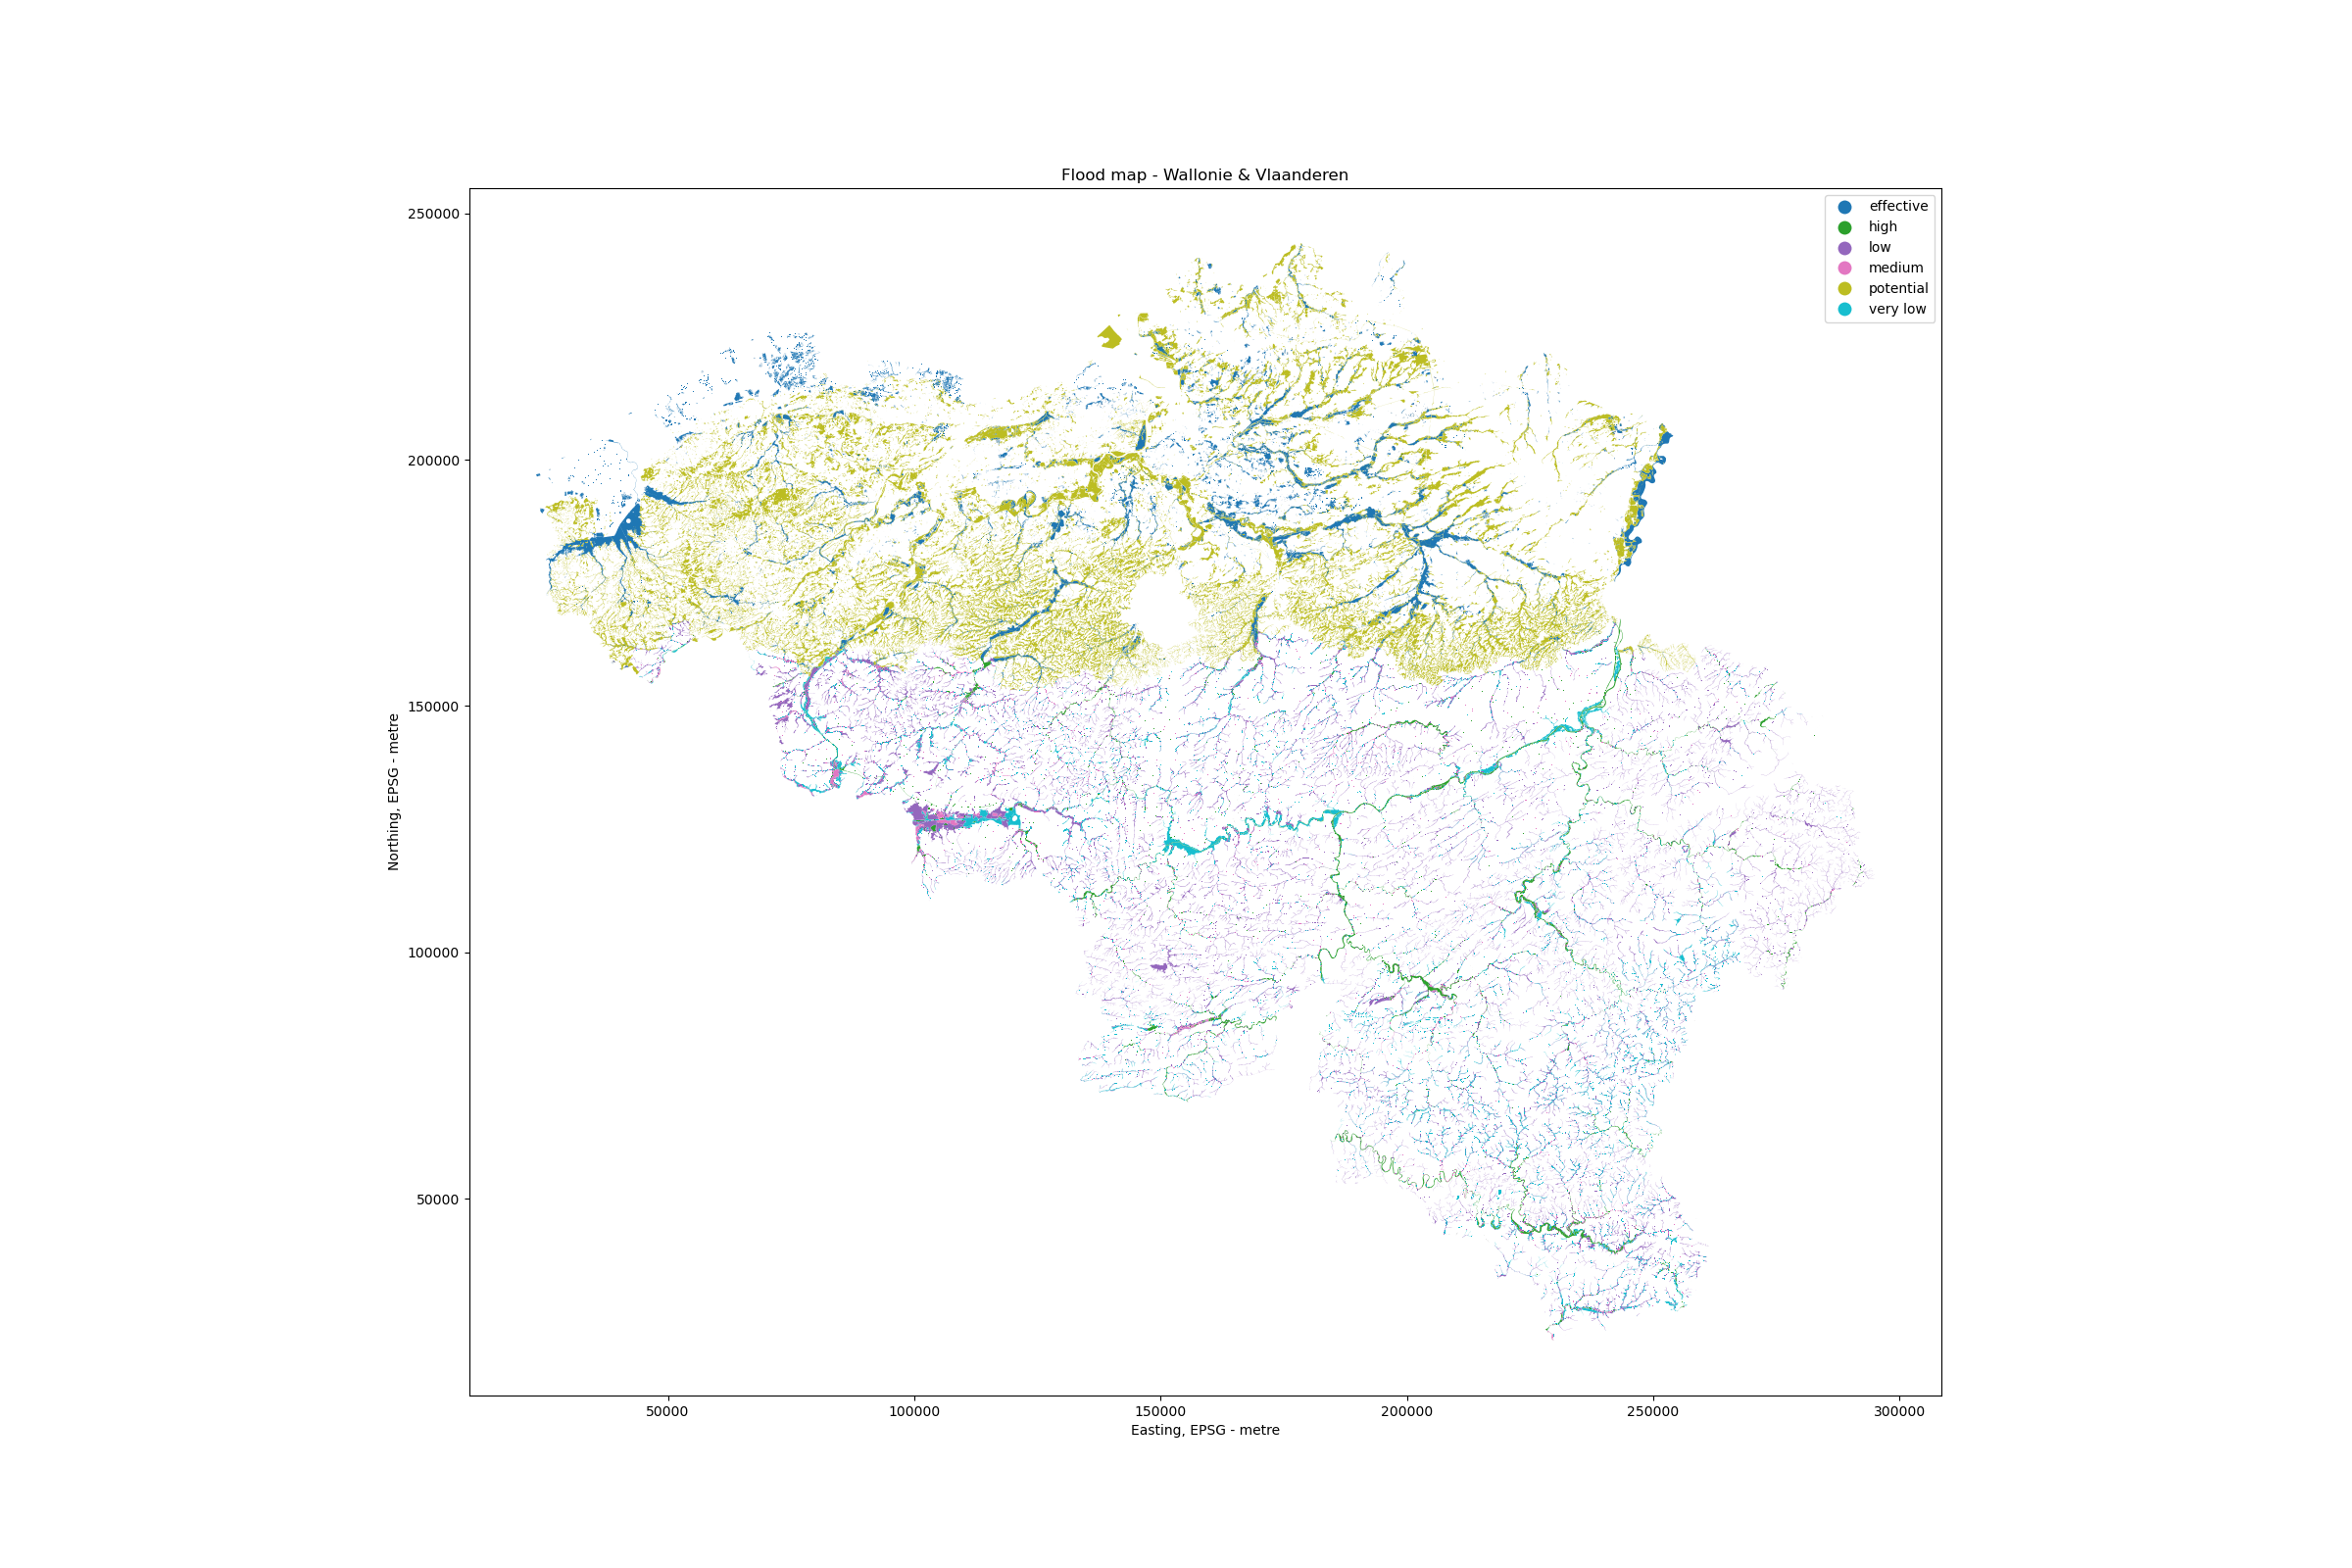 Flood map - Wallonie & Vlaanderen
effective
high
low
medium
potential
very low
250000
200000
150000
100000
50000
Northing, EPSG - metre
50000
100000
150000
200000
250000
300000
Easting, EPSG - metre